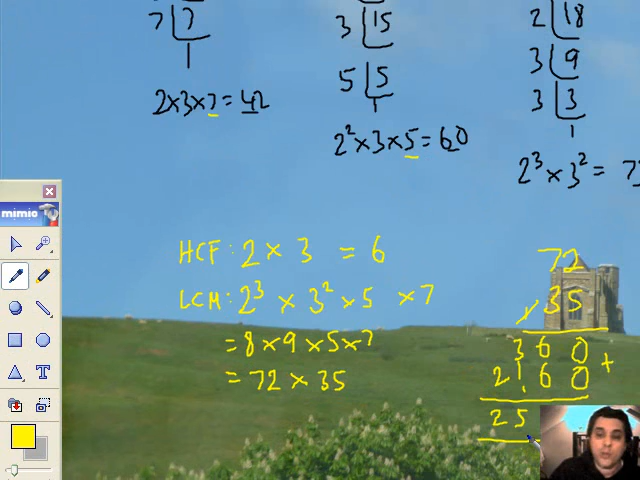 7 7
1
2×3×7=42
3 15
5 5
1
2²×3×5=60
2 18
3 9
3 3
1
2³×3²=
mimio
HCF: 2 × 3 = 6
LCM: 2³ × 3² × 5 × 7
= 8 × 9 × 5 × 7
= 72 × 35
72
× 35
360
2160 +
25
T